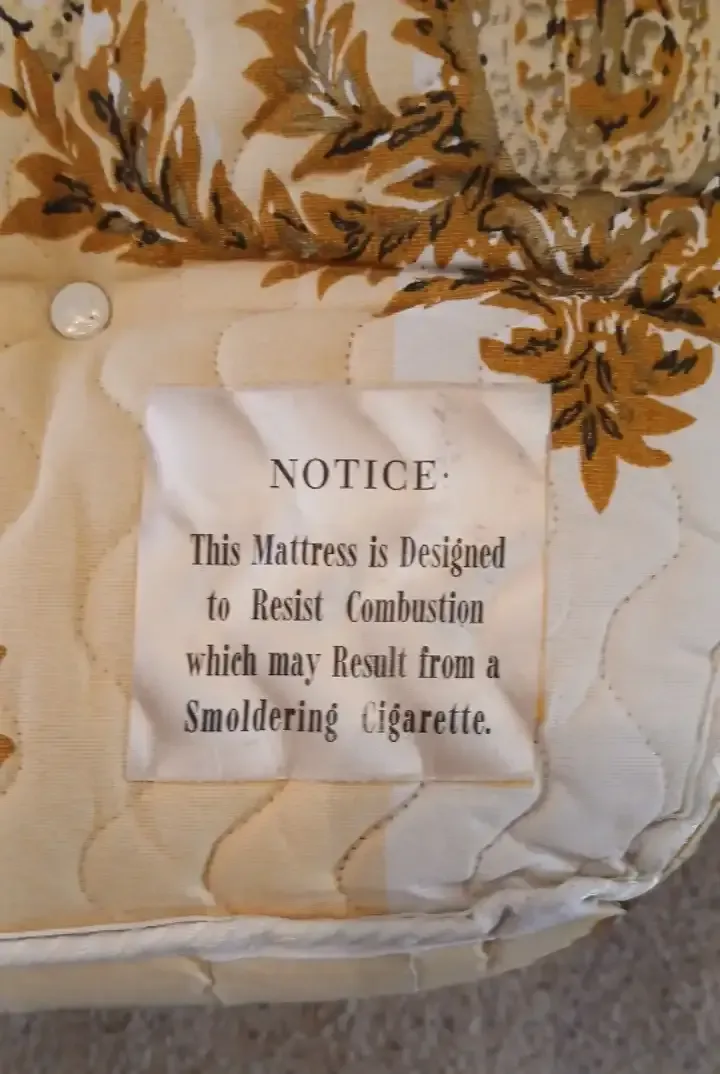 NOTICE·
This Mattress is Designed
to Resist Combustion
which may Result from a
Smoldering Cigarette.